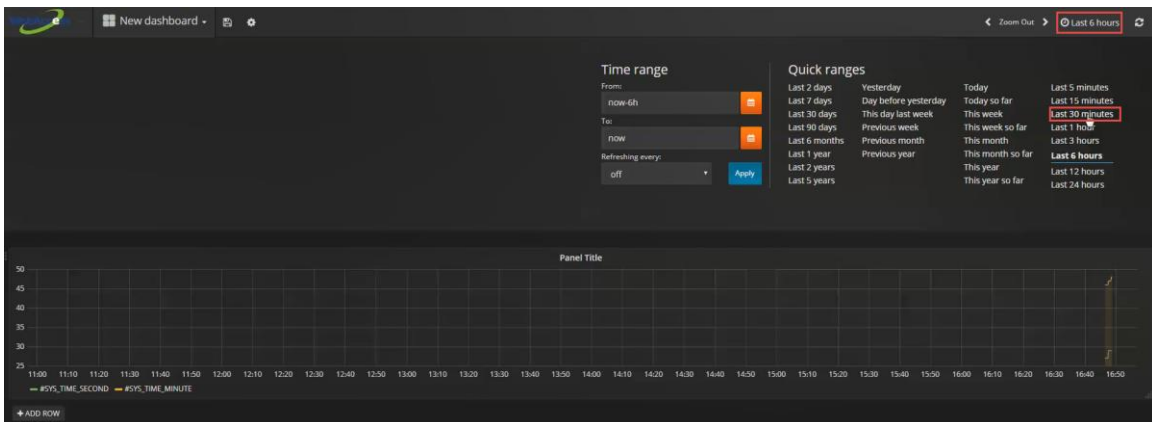 New dashboard
Zoom Out
Last 6 hours
Time range
From:
now-6h
To:
now
Refreshing every:
off
Apply
Quick ranges
Last 2 days
Last 7 days
Last 30 days
Last 90 days
Last 6 months
Last 1 year
Last 2 years
Last 5 years
Yesterday
Day before yesterday
This day last week
Previous week
Previous month
Previous year
Today
Today so far
This week
This week so far
This month
This month so far
This year
This year so far
Last 5 minutes
Last 15 minutes
Last 30 minutes
Last 1 hour
Last 3 hours
Last 6 hours
Last 12 hours
Last 24 hours
Panel Title
50
45
40
35
30
25
11:00 11:10 11:20 11:30 11:40 11:50 12:00 12:10 12:20 12:30 12:40 12:50 13:00 13:10 13:20 13:30 13:40 13:50 14:00 14:10 14:20 14:30 14:40 14:50 15:00 15:10 15:20 15:30 15:40 15:50 16:00 16:10 16:20 16:30 16:40 16:50
#SYS_TIME_SECOND #SYS_TIME_MINUTE
+ ADD ROW